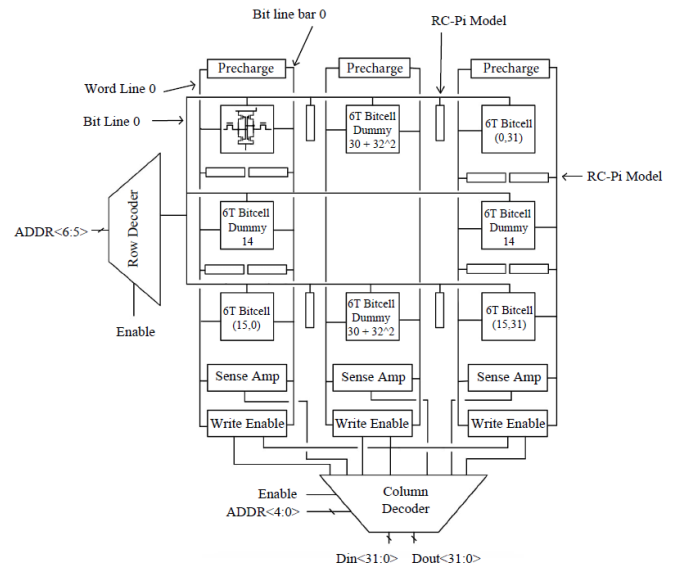 Bit line bar 0
RC-Pi Model
Precharge
Precharge
Precharge
Word Line 0
Bit Line 0
6T Bitcell
Dummy
30 + 32^2
6T Bitcell
(0,31)
RC-Pi Model
Row Decoder
ADDR<6:5>
Enable
6T Bitcell
Dummy
14
6T Bitcell
Dummy
14
6T Bitcell
(15,0)
6T Bitcell
Dummy
30 + 32^2
6T Bitcell
(15,31)
Sense Amp
Sense Amp
Sense Amp
Write Enable
Write Enable
Write Enable
Enable
ADDR<4:0>
Column
Decoder
Din<31:0>
Dout<31:0>